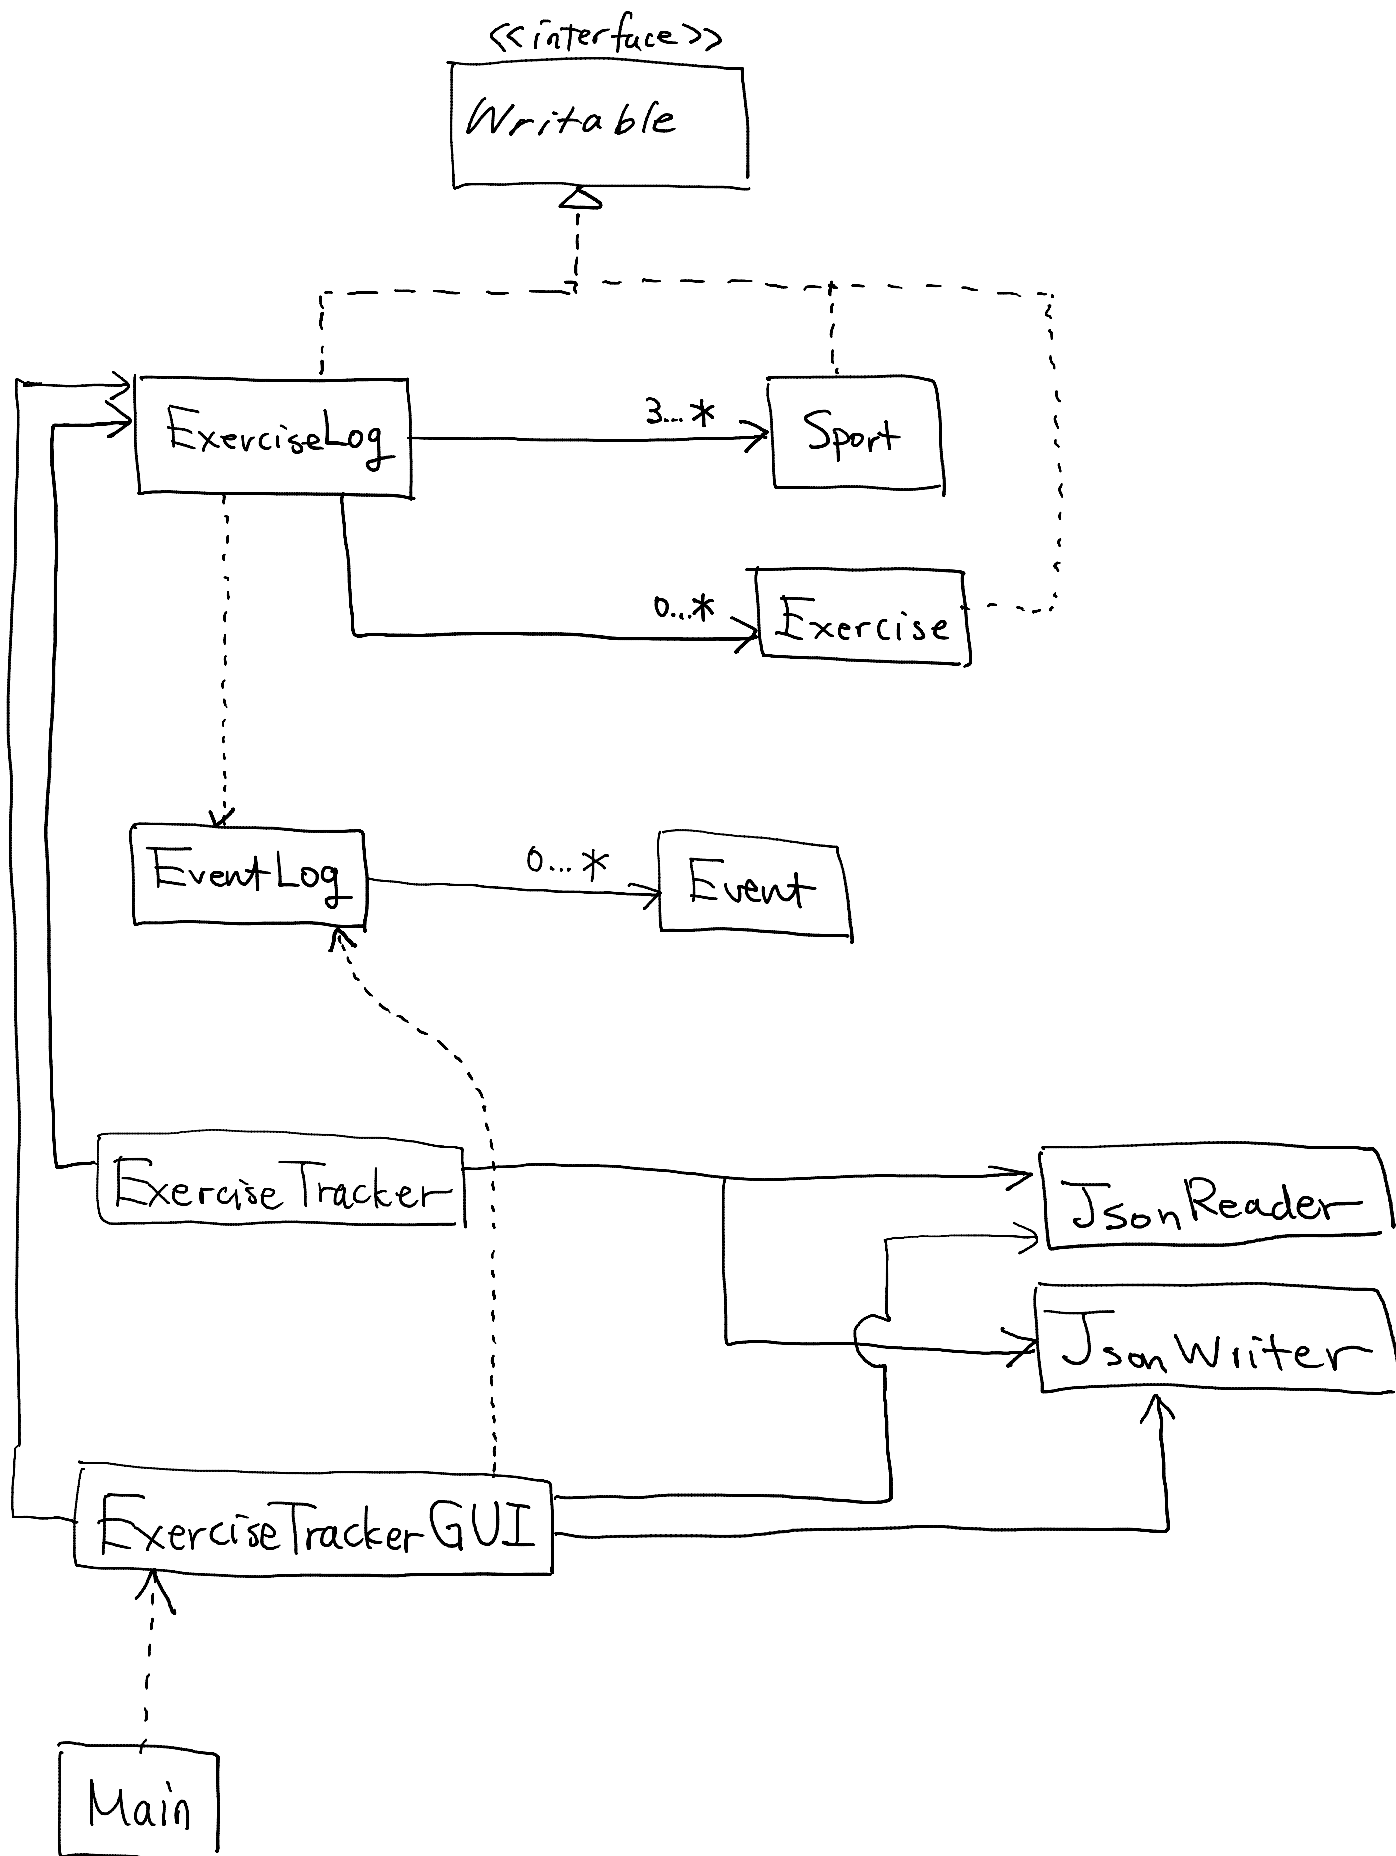 <<interface>>
Writable
ExerciseLog
3...*
Sport
0...*
Exercise
EventLog
0...*
Event
ExerciseTracker
JsonReader
JsonWriter
ExerciseTrackerGUI
Main